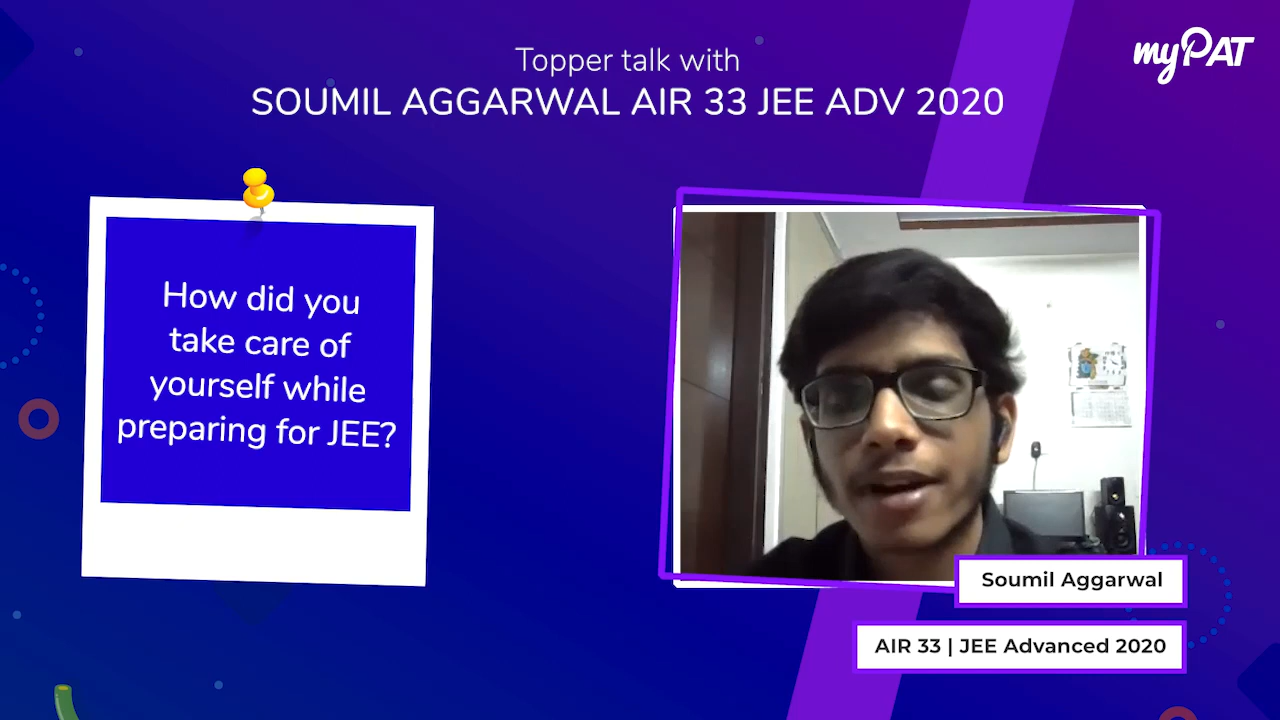 myPAT
Topper talk with
SOUMIL AGGARWAL AIR 33 JEE ADV 2020
How did you
take care of
yourself while
preparing for JEE?
Soumil Aggarwal
AIR 33 | JEE Advanced 2020